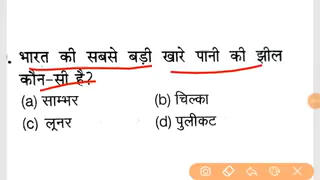 . भारत की सबसे बड़ी खारे पानी की झील
कौन-सी है?
(a) साम्भर (b) चिल्का
(c) लूनर (d) पुलीकट